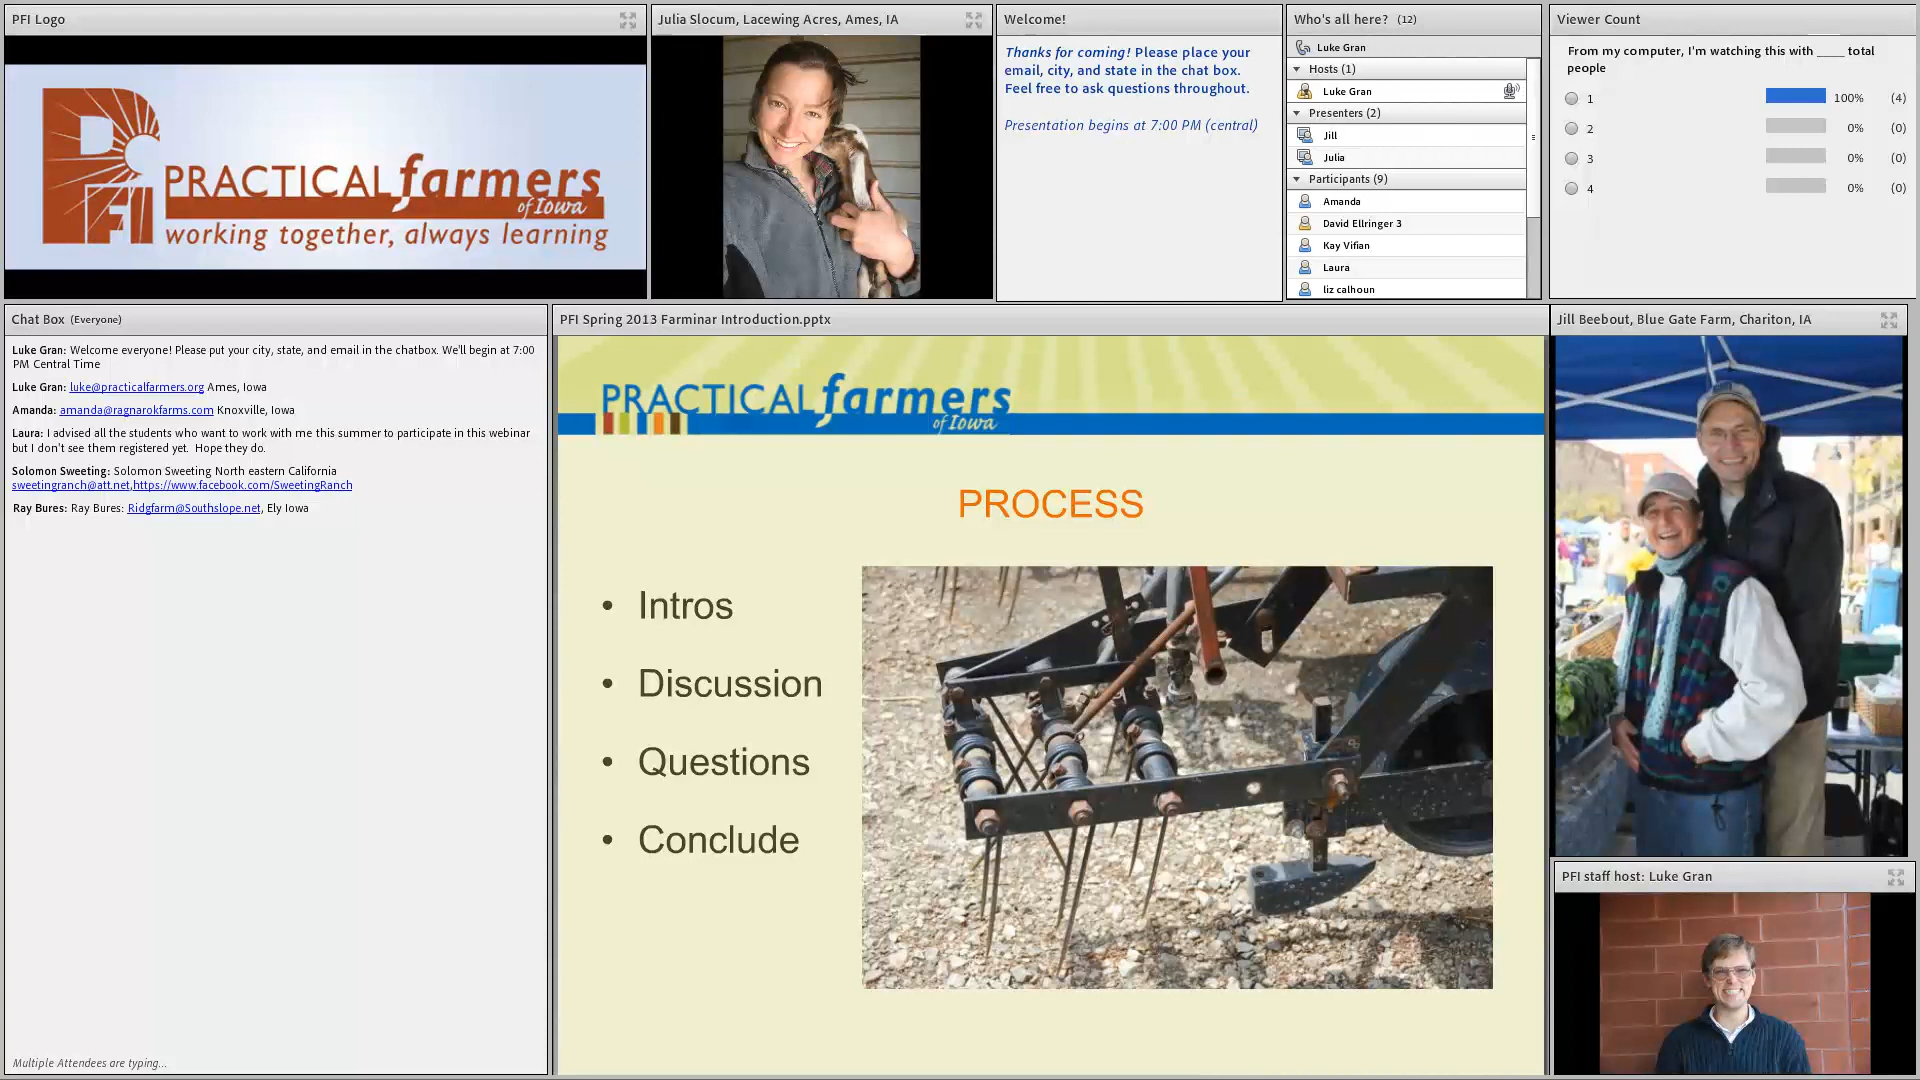 PFI Logo
PRACTICAL farmers
of Iowa
PFI
working together, always learning
Julia Slocum, Lacewing Acres, Ames, IA
Welcome!
Thanks for coming! Please place your
email, city, and state in the chat box.
Feel free to ask questions throughout.
Presentation begins at 7:00 PM (central)
Who's all here? (12)
Luke Gran
Hosts (1)
Luke Gran
Presenters (2)
Jill
Julia
Participants (9)
Amanda
David Ellringer 3
Kay Vifian
Laura
liz calhoun
Viewer Count
From my computer, I'm watching this with ____ total
people
1 100% (4)
2 0% (0)
3 0% (0)
4 0% (0)
Chat Box (Everyone)
Luke Gran: Welcome everyone! Please put your city, state, and email in the chatbox. We'll begin at 7:00
PM Central Time
Luke Gran: luke@practicalfarmers.org Ames, Iowa
Amanda: amanda@ragnarokfarms.com Knoxville, Iowa
Laura: I advised all the students who want to work with me this summer to participate in this webinar
but I don't see them registered yet. Hope they do.
Solomon Sweeting: Solomon Sweeting North eastern California
sweetingranch@att.net,https://www.facebook.com/SweetingRanch
Ray Bures: Ray Bures: Ridgfarm@Southslope.net, Ely Iowa
Multiple Attendees are typing...
PFI Spring 2013 Farminar Introduction.pptx
PRACTICAL farmers
of Iowa
PROCESS
• Intros
• Discussion
• Questions
• Conclude
Jill Beebout, Blue Gate Farm, Chariton, IA
PFI staff host: Luke Gran